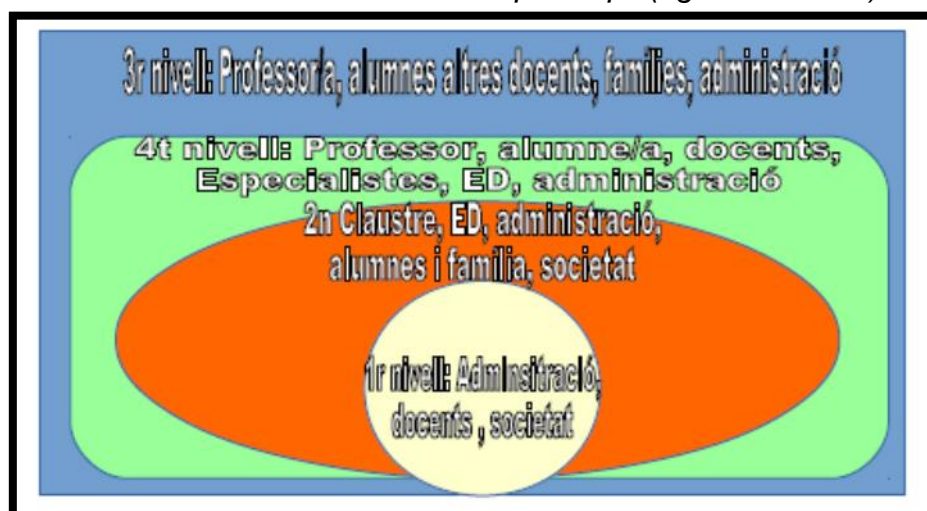 3r nivell: Professor/a, alumnes altres docents, famílies, administració
4t nivell: Professor, alumne/a, docents,
Especialistes, ED, administració
2n Claustre, ED, administració,
alumnes i família, societat
1r nivell: Adminsitració,
docents , societat